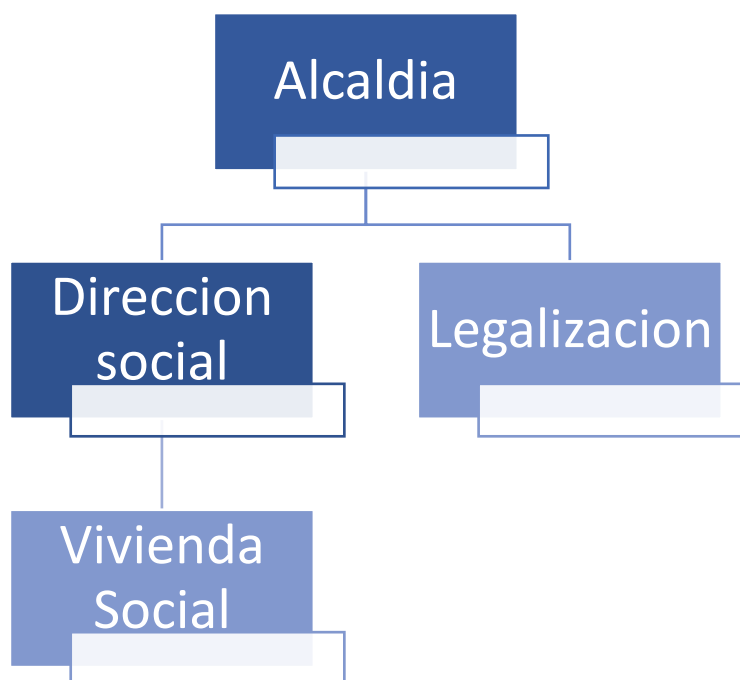 Alcaldia
Direccion
social
Legalizacion
Vivienda
Social